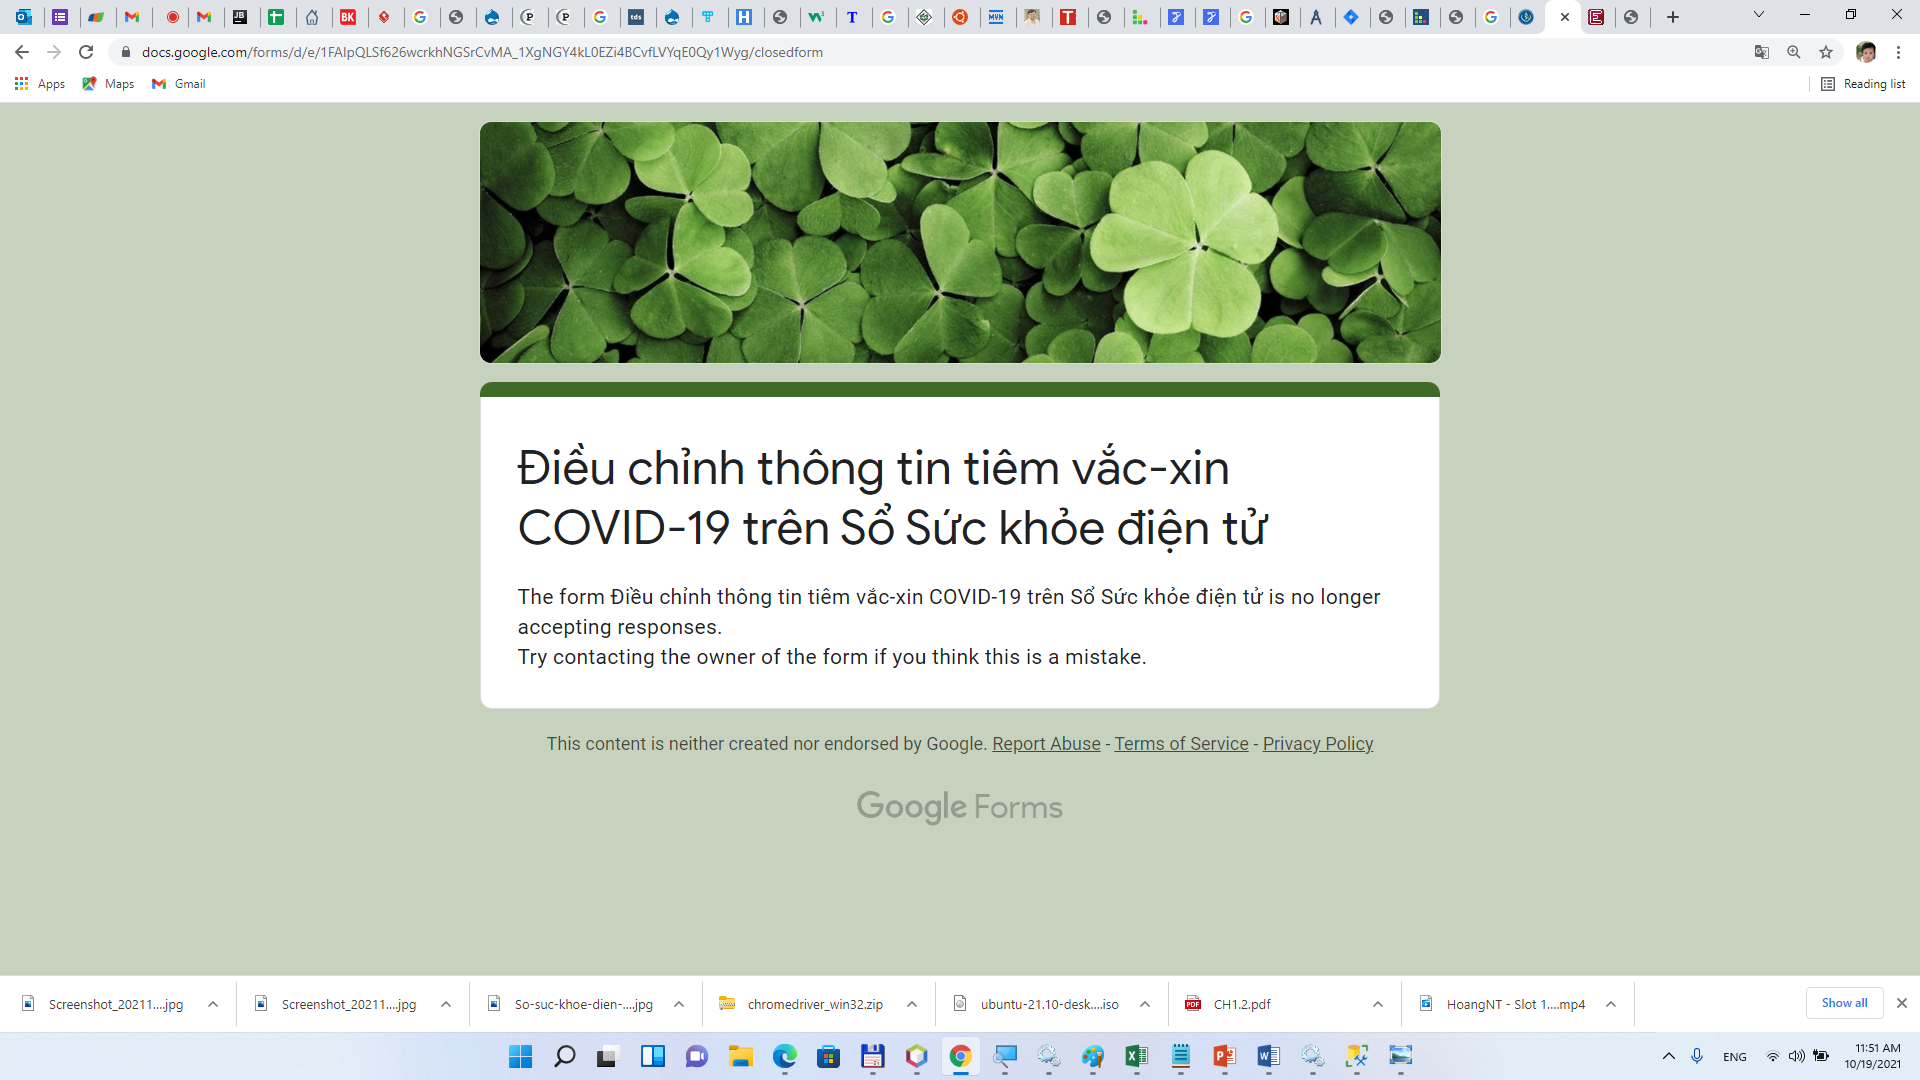 docs.google.com/forms/d/e/1FAIpQLSf626wcrkhNGSrCvMA_1XgNGY4kL0EZi4BCvfLVYqE0Qy1Wyg/closedform
Apps Maps Gmail Reading list
Điều chỉnh thông tin tiêm vắc-xin
COVID-19 trên Sổ Sức khỏe điện tử
The form Điều chỉnh thông tin tiêm vắc-xin COVID-19 trên Sổ Sức khỏe điện tử is no longer
accepting responses.
Try contacting the owner of the form if you think this is a mistake.
This content is neither created nor endorsed by Google. Report Abuse - Terms of Service - Privacy Policy
Google Forms
Screenshot_20211....jpg Screenshot_20211....jpg So-suc-khoe-dien-....jpg chromedriver_win32.zip ubuntu-21.10-desk....iso CH1.2.pdf HoangNT - Slot 1....mp4 Show all
ENG 11:51 AM
10/19/2021